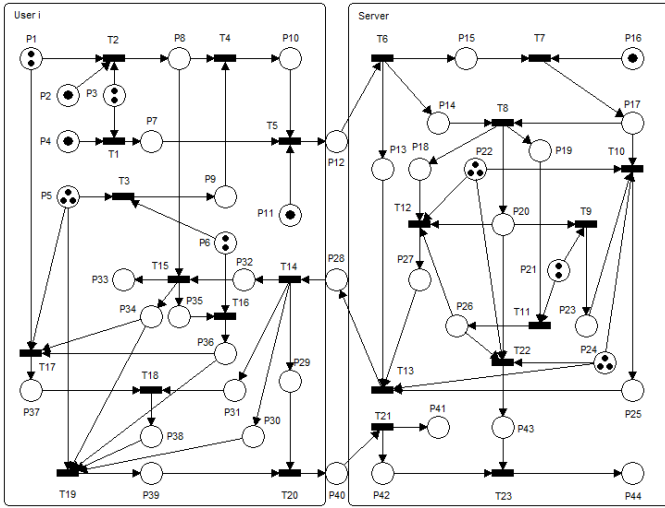 User i
Server
P1
T2
P8
T4
P10
T6
P15
T7
P16
P2
P3
P14
T8
P17
P4
P7
T5
T1
P12
P13
P18
P22
P19
T10
P5
T3
P9
P11
T12
P20
T9
P6
P28
P27
P21
P33
T15
P32
T14
P34
P35
T16
P26
T11
P23
P24
P36
T17
P29
T22
T13
P37
T18
P31
P25
P30
T21
P41
P38
P43
T19
P39
T20
P40
P42
T23
P44